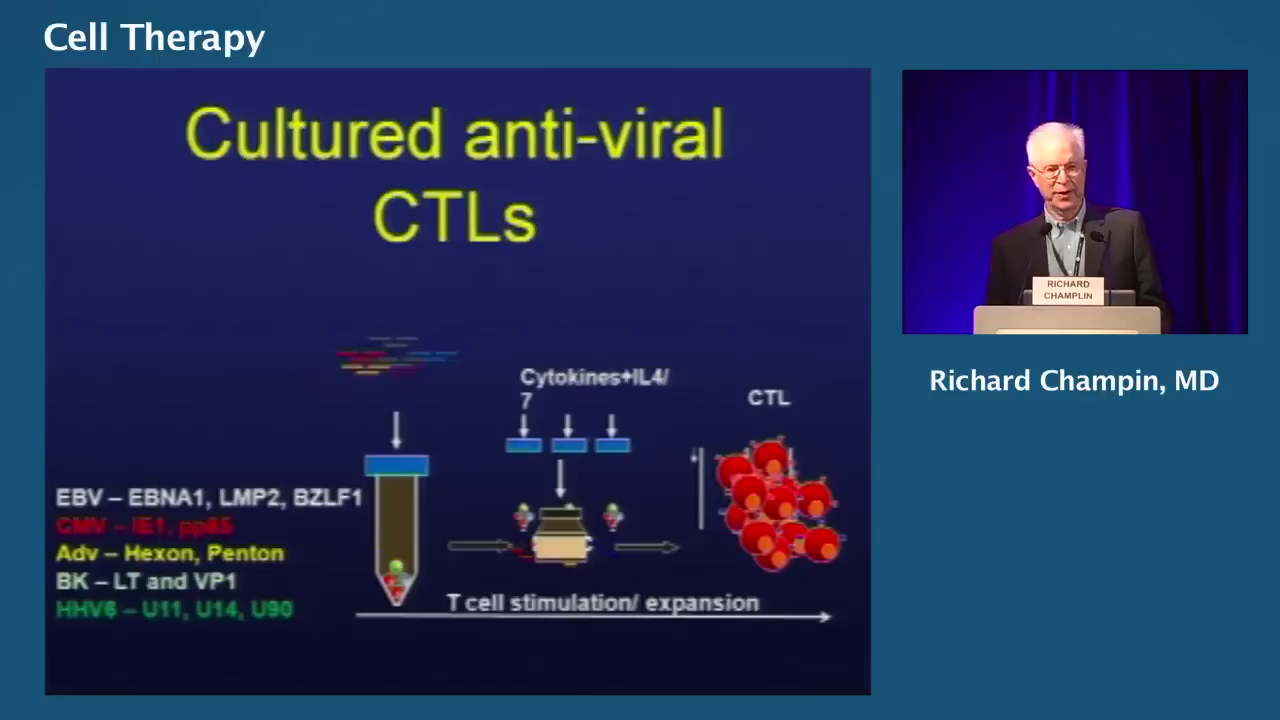 Cell Therapy
Cultured anti-viral
CTLs
Cytokines+IL4/
7
CTL
EBV – EBNA1, LMP2, BZLF1
CMV – IE1, pp65
Adv – Hexon, Penton
BK – LT and VP1
HHV6 – U11, U14, U90
T cell stimulation/ expansion
RICHARD
CHAMPLIN
Richard Champin, MD